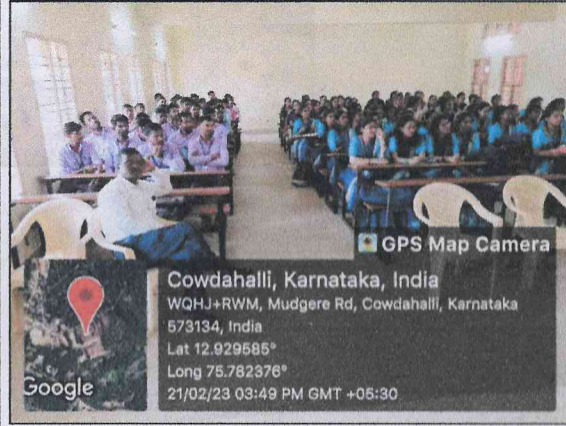 GPS Map Camera
Cowdahalli, Karnataka, India
WQHJ+RWM, Mudgere Rd, Cowdahalli, Karnataka
573134, India
Lat 12.929585°
Long 75.782376°
21/02/23 03:49 PM GMT +05:30
Google